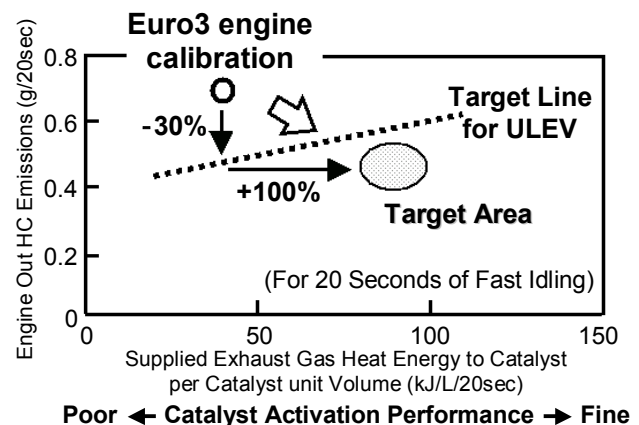 Euro3 engine
calibration
0.8
0.6
0.4
0.2
0
Engine Out HC Emissions (g/20sec)
-30%
+100%
Target Line
for ULEV
Target Area
(For 20 Seconds of Fast Idling)
0 50 100 150
Supplied Exhaust Gas Heat Energy to Catalyst
per Catalyst unit Volume (kJ/L/20sec)
Poor ← Catalyst Activation Performance → Fine